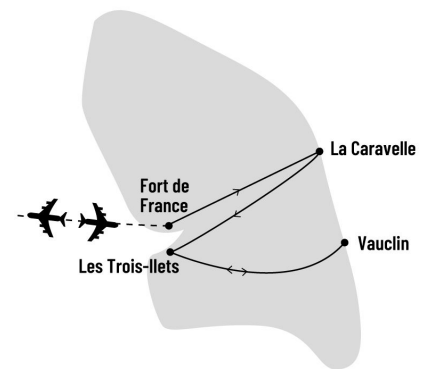 La Caravelle
Fort de
France
Vauclin
Les Trois-Ilets